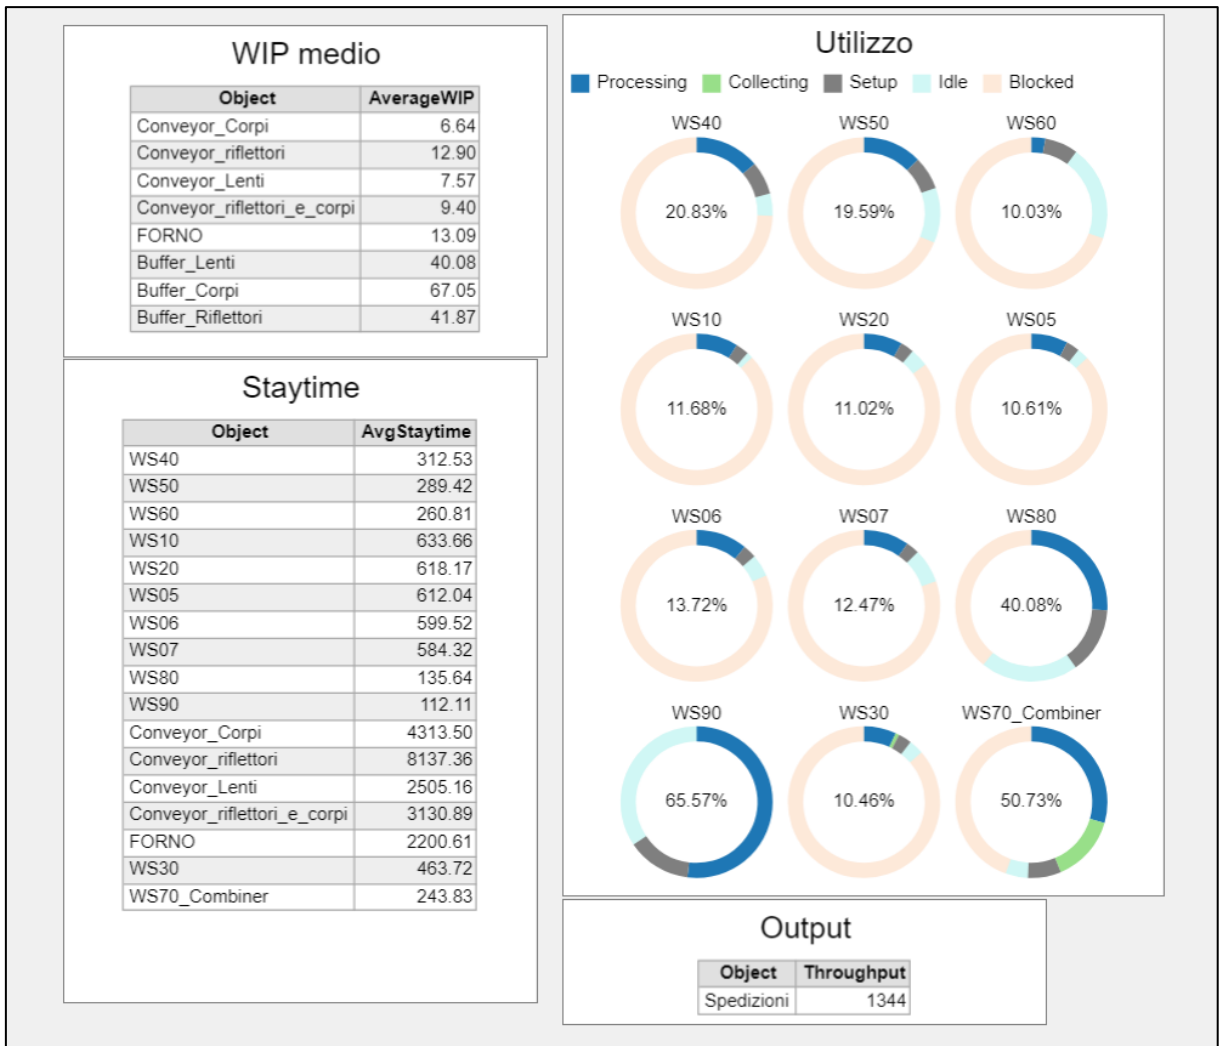 WIP medio
Object AverageWIP
Conveyor_Corpi 6.64
Conveyor_riflettori 12.90
Conveyor_Lenti 7.57
Conveyor_riflettori_e_corpi 9.40
FORNO 13.09
Buffer_Lenti 40.08
Buffer_Corpi 67.05
Buffer_Riflettori 41.87
Staytime
Object AvgStaytime
WS40 312.53
WS50 289.42
WS60 260.81
WS10 633.66
WS20 618.17
WS05 612.04
WS06 599.52
WS07 584.32
WS80 135.64
WS90 112.11
Conveyor_Corpi 4313.50
Conveyor_riflettori 8137.36
Conveyor_Lenti 2505.16
Conveyor_riflettori_e_corpi 3130.89
FORNO 2200.61
WS30 463.72
WS70_Combiner 243.83
Utilizzo
Processing Collecting Setup Idle Blocked
WS40 WS50 WS60
20.83% 19.59% 10.03%
WS10 WS20 WS05
11.68% 11.02% 10.61%
WS06 WS07 WS80
13.72% 12.47% 40.08%
WS90 WS30 WS70_Combiner
65.57% 10.46% 50.73%
Output
Object Throughput
Spedizioni 1344